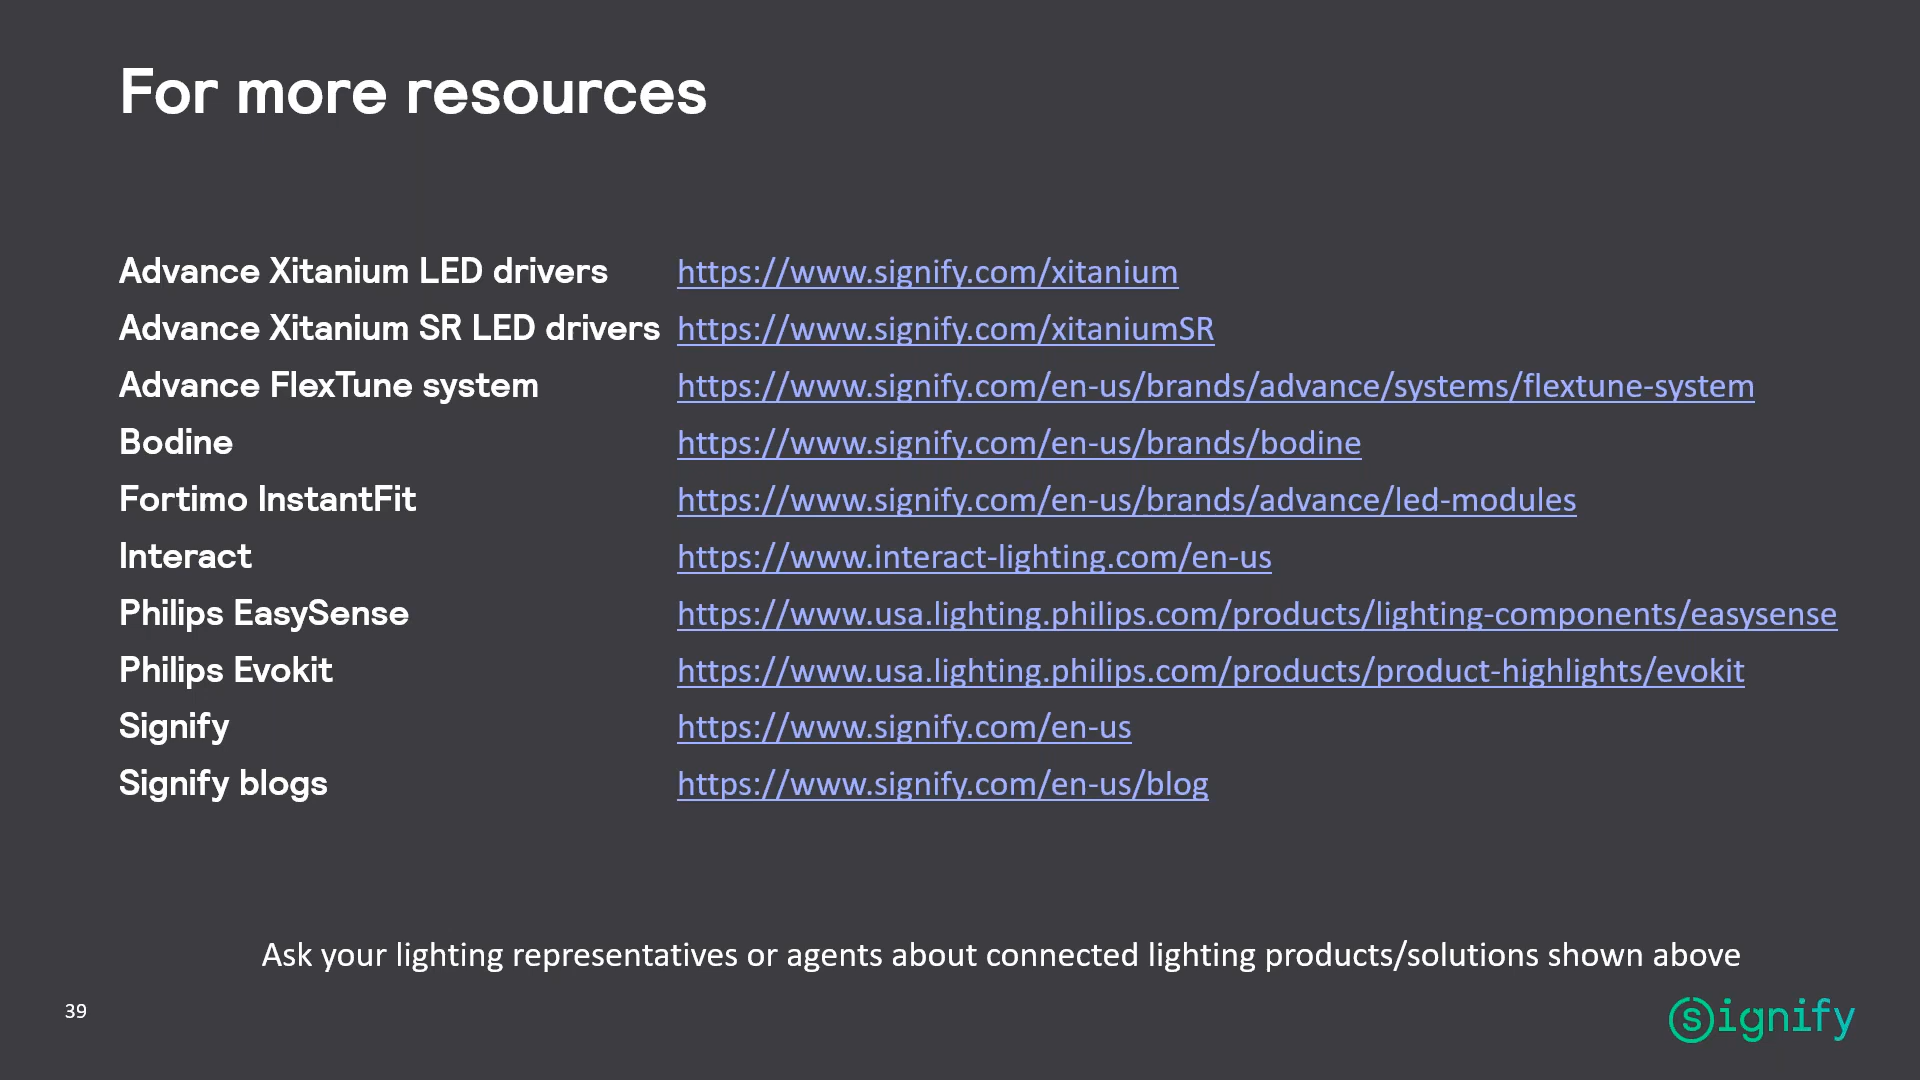 For more resources
Advance Xitanium LED drivers https://www.signify.com/xitanium
Advance Xitanium SR LED drivers https://www.signify.com/xitaniumSR
Advance FlexTune system https://www.signify.com/en-us/brands/advance/systems/flextune-system
Bodine https://www.signify.com/en-us/brands/bodine
Fortimo InstantFit https://www.signify.com/en-us/brands/advance/led-modules
Interact https://www.interact-lighting.com/en-us
Philips EasySense https://www.usa.lighting.philips.com/products/lighting-components/easysense
Philips Evokit https://www.usa.lighting.philips.com/products/product-highlights/evokit
Signify https://www.signify.com/en-us
Signify blogs https://www.signify.com/en-us/blog
Ask your lighting representatives or agents about connected lighting products/solutions shown above
39
signify